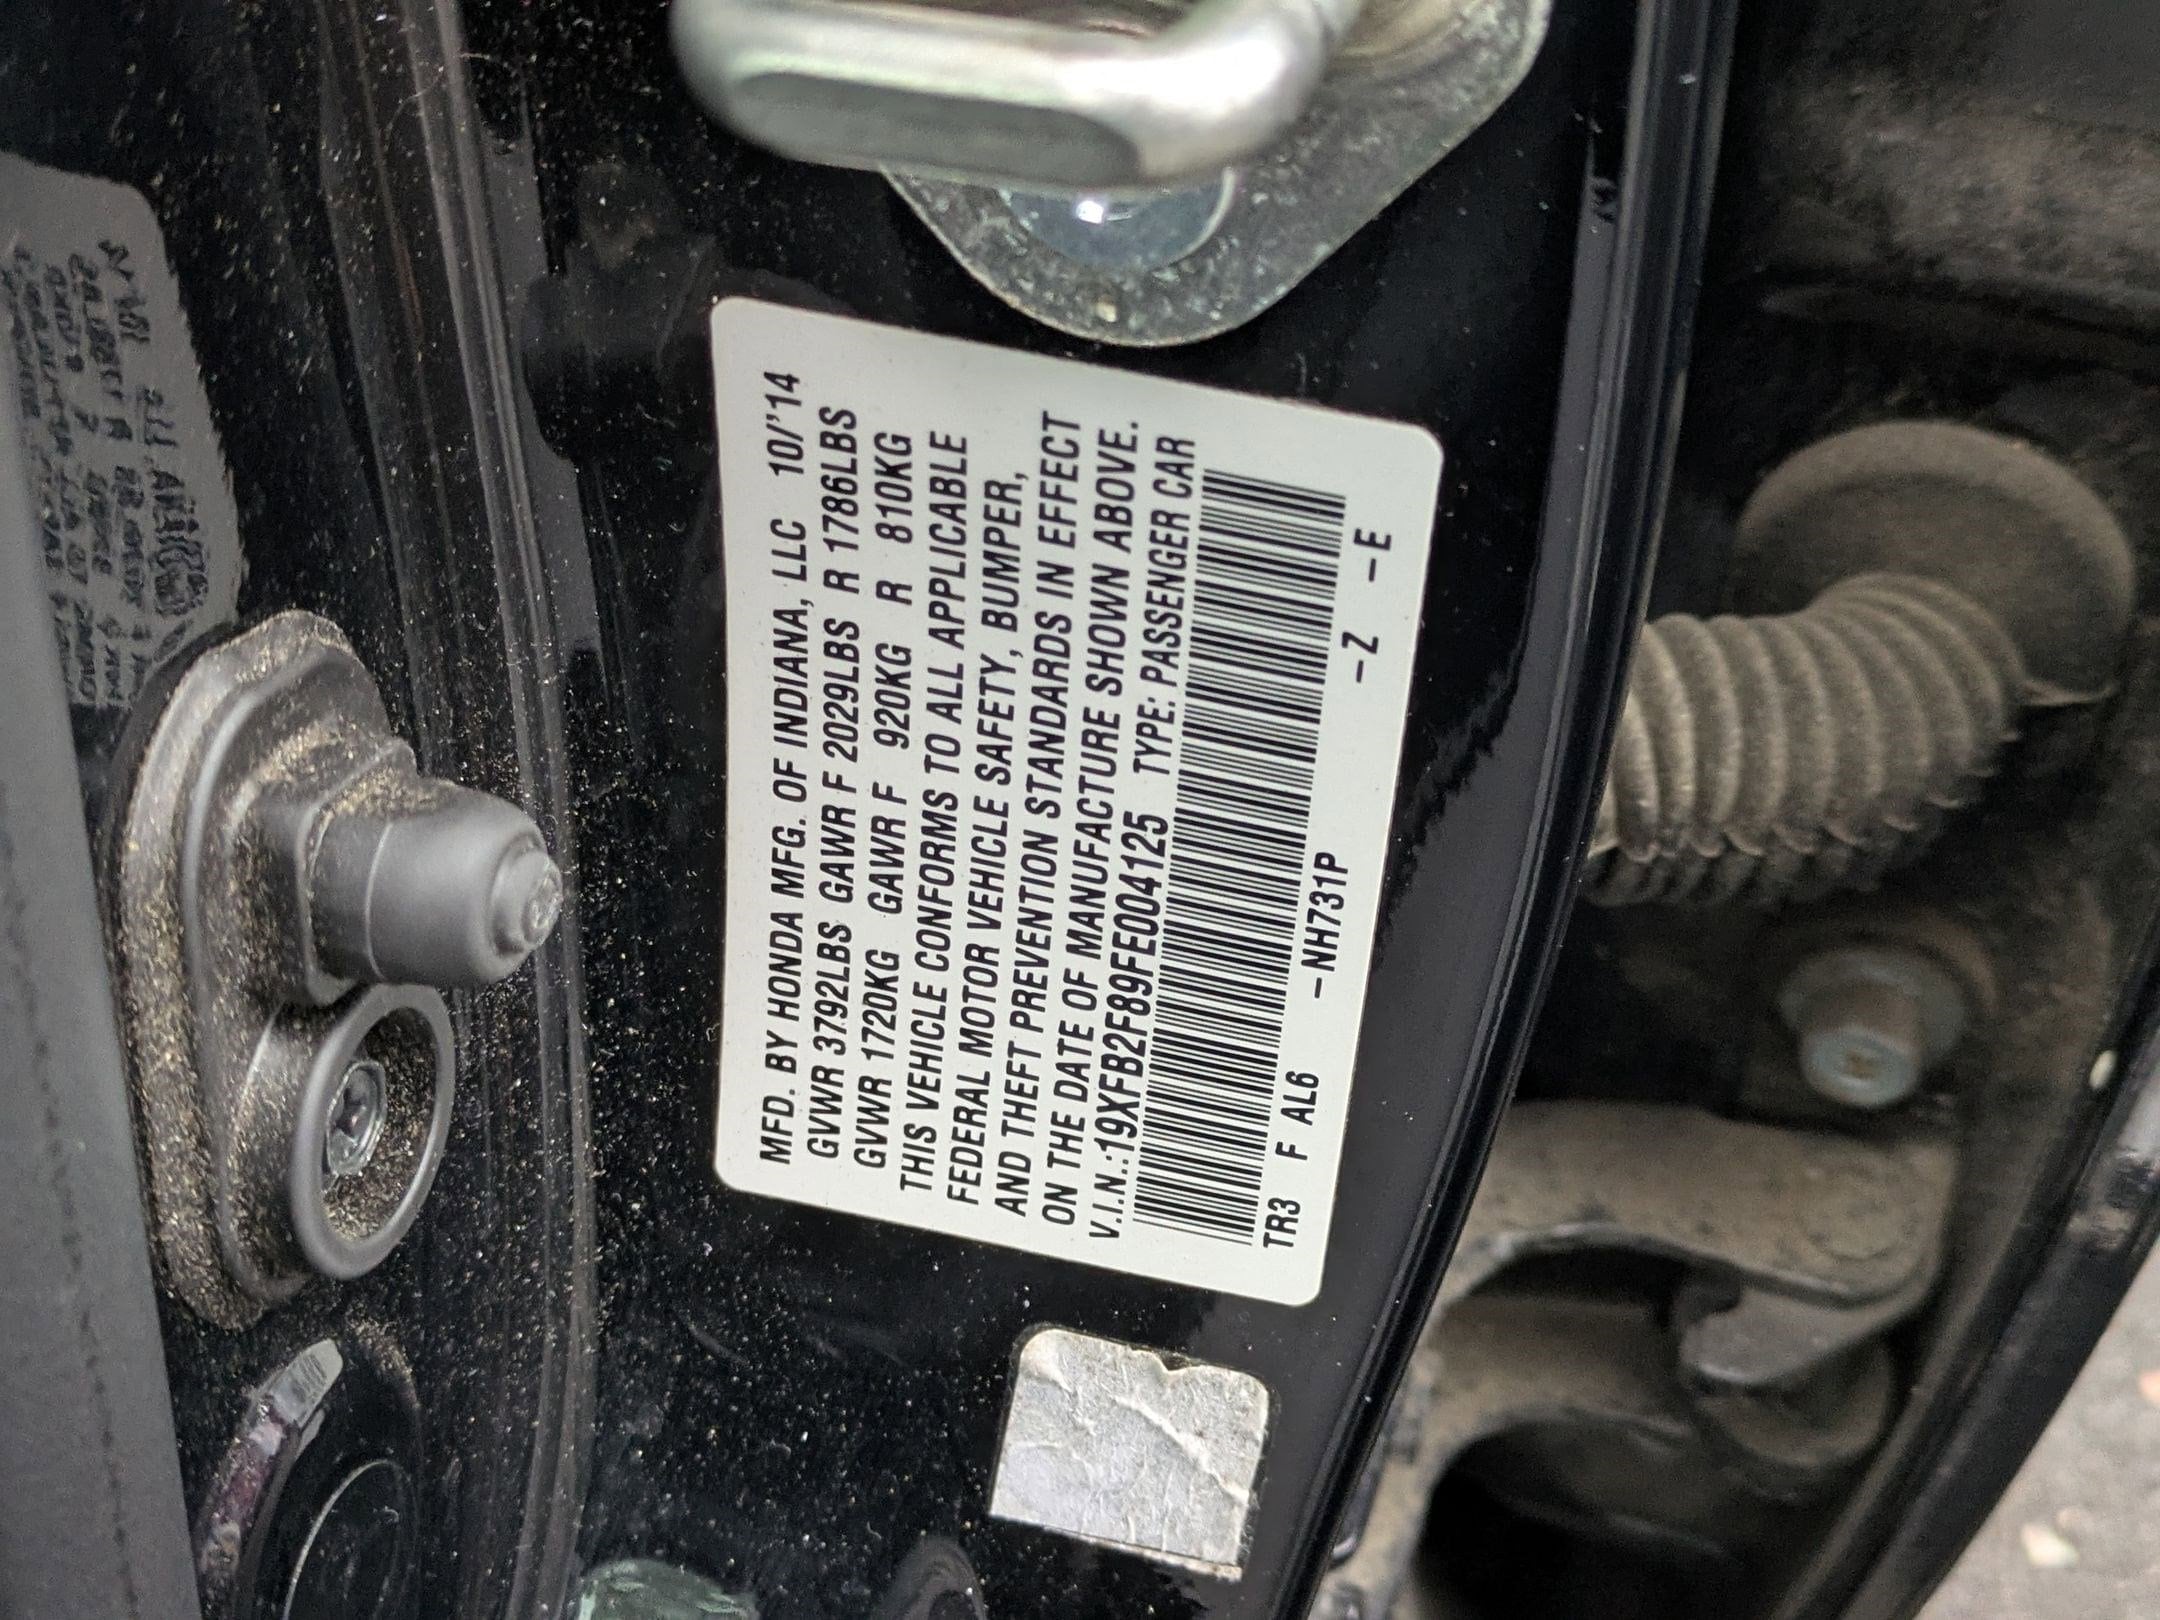 MFD. BY HONDA MFG. OF INDIANA, LLC 10/'14
GVWR 3792LBS GAWR F 2029LBS R 1786LBS
GVWR 1720KG GAWR F 920KG R 810KG
THIS VEHICLE CONFORMS TO ALL APPLICABLE
FEDERAL MOTOR VEHICLE SAFETY, BUMPER,
AND THEFT PREVENTION STANDARDS IN EFFECT
ON THE DATE OF MANUFACTURE SHOWN ABOVE.
V.I.N.:19XFB2F89FE004125 TYPE: PASSENGER CAR
TR3 F AL6 –NH731P –Z –E